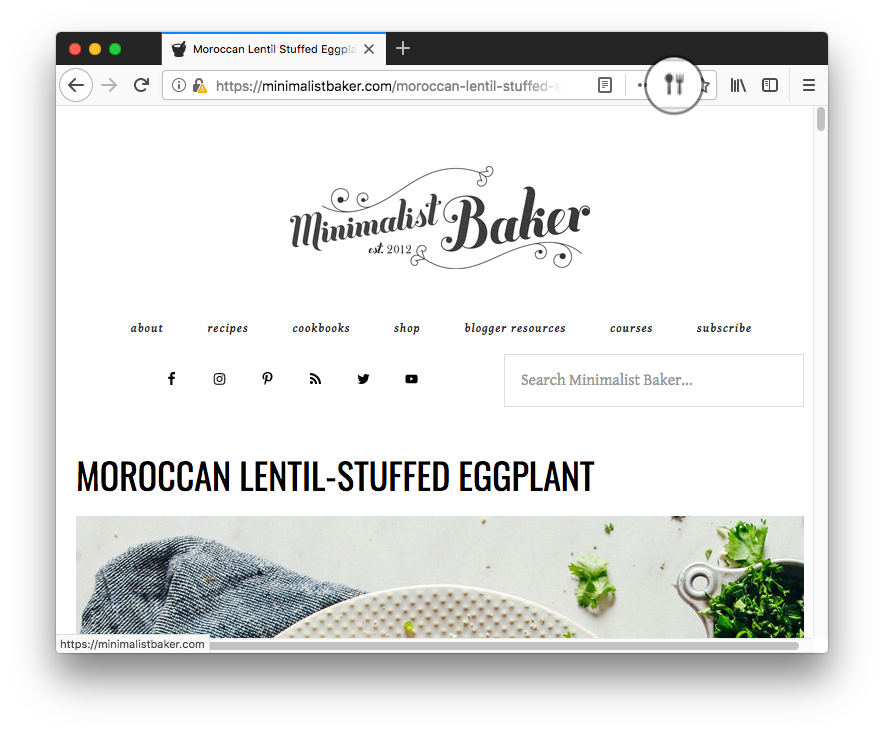 Moroccan Lentil Stuffed Eggpla
https://minimalistbaker.com/moroccan-lentil-stuffed-e
Minimalist Baker
est. 2012
about recipes cookbooks shop blogger resources courses subscribe
Search Minimalist Baker...
MOROCCAN LENTIL-STUFFED EGGPLANT
https://minimalistbaker.com